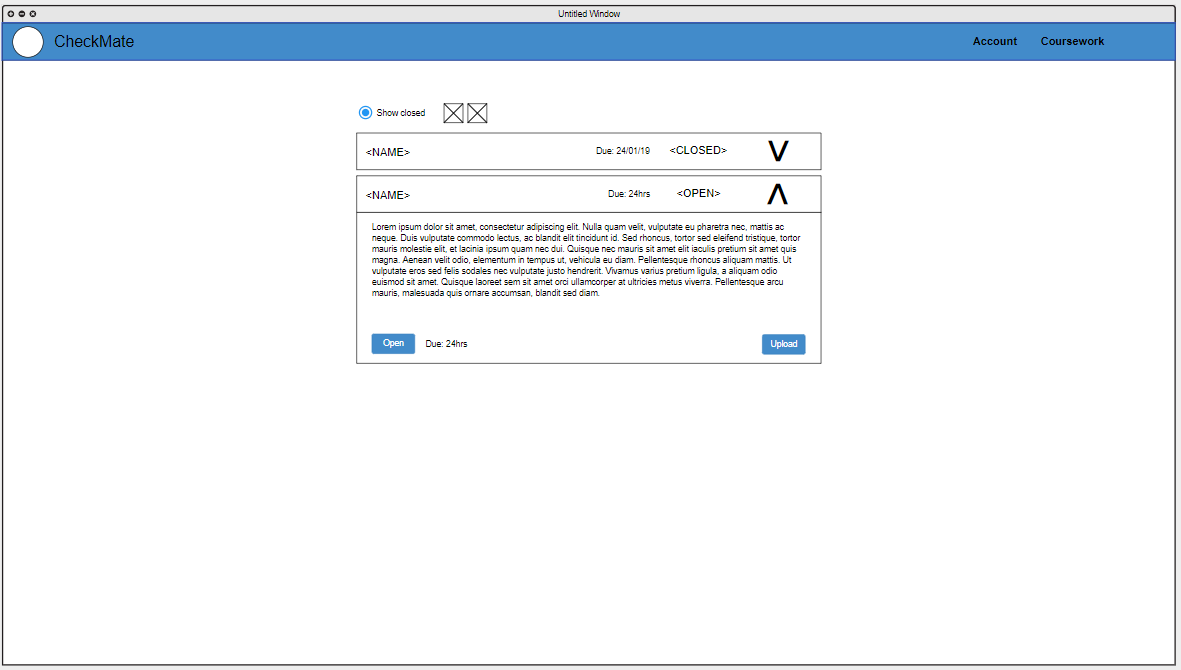 Untitled Window
CheckMate
Account Coursework
Show closed
<NAME> Due: 24/01/19 <CLOSED> V
<NAME> Due: 24hrs <OPEN> Λ
Lorem ipsum dolor sit amet, consectetur adipiscing elit. Nulla quam velit, vulputate eu pharetra nec, mattis ac
neque. Duis vulputate commodo lectus, ac blandit elit tincidunt id. Sed rhoncus, tortor sed eleifend tristique, tortor
mauris molestie elit, et lacinia ipsum quam nec dui. Quisque nec mauris sit amet elit iaculis pretium sit amet quis
magna. Aenean velit odio, elementum in tempus ut, vehicula eu diam. Pellentesque rhoncus aliquam mattis. Ut
vulputate eros sed felis sodales nec vulputate justo hendrerit. Vivamus varius pretium ligula, a aliquam odio
euismod sit amet. Quisque laoreet sem sit amet orci ullamcorper at ultricies metus viverra. Pellentesque arcu
mauris, malesuada quis ornare accumsan, blandit sed diam.
Open Due: 24hrs Upload